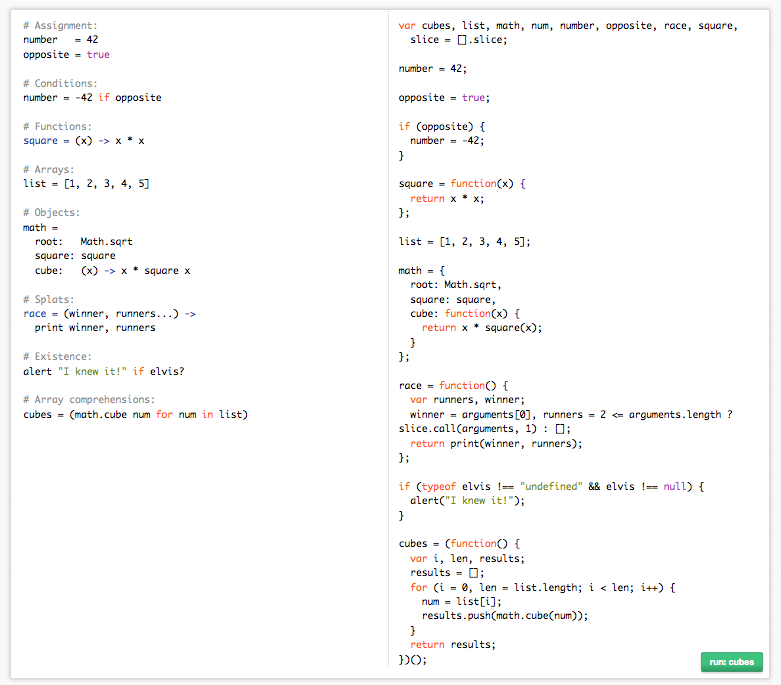 # Assignment:
number   = 42
opposite = true

# Conditions:
number = -42 if opposite

# Functions:
square = (x) -> x * x

# Arrays:
list = [1, 2, 3, 4, 5]

# Objects:
math =
  root:   Math.sqrt
  square: square
  cube:   (x) -> x * square x

# Splats:
race = (winner, runners...) ->
  print winner, runners

# Existence:
alert "I knew it!" if elvis?

# Array comprehensions:
cubes = (math.cube num for num in list)

var cubes, list, math, num, number, opposite, race, square,
  slice = [].slice;

number = 42;

opposite = true;

if (opposite) {
  number = -42;
}

square = function(x) {
  return x * x;
};

list = [1, 2, 3, 4, 5];

math = {
  root: Math.sqrt,
  square: square,
  cube: function(x) {
    return x * square(x);
  }
};

race = function() {
  var runners, winner;
  winner = arguments[0], runners = 2 <= arguments.length ?
slice.call(arguments, 1) : [];
  return print(winner, runners);
};

if (typeof elvis !== "undefined" && elvis !== null) {
  alert("I knew it!");
}

cubes = (function() {
  var i, len, results;
  results = [];
  for (i = 0, len = list.length; i < len; i++) {
    num = list[i];
    results.push(math.cube(num));
  }
  return results;
})();
run: cubes